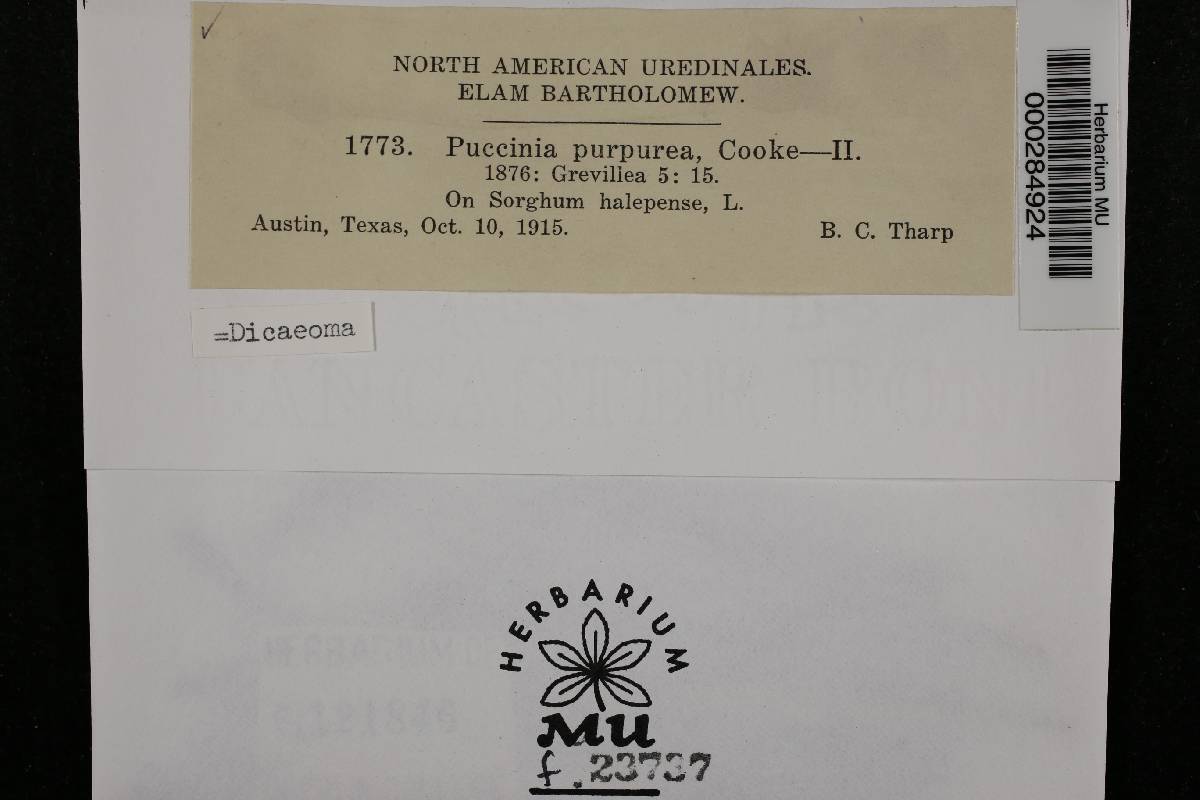 NORTH AMERICAN UREDINALES.
ELAM BARTHOLOMEW.
1773. Puccinia purpurea, Cooke—II.
1876: Grevillea 5: 15.
On Sorghum halepense, L.
Austin, Texas, Oct. 10, 1915.
B. C. Tharp
Herbarium MU
000284924
=Dicaeoma
HERBARIUM
MU
f. 23737